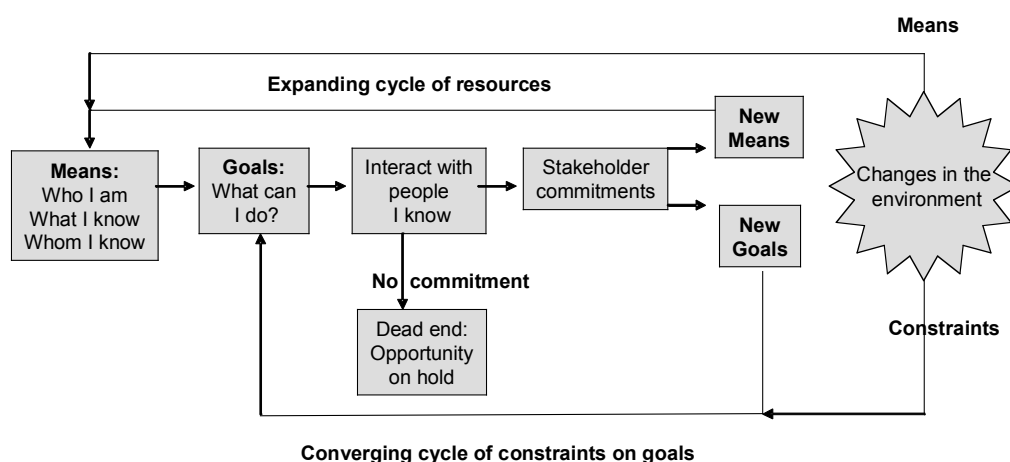 Means
Expanding cycle of resources
Means:
Who I am
What I know
Whom I know
Goals:
What can
I do?
Interact with
people
I know
Stakeholder
commitments
New
Means
New
Goals
Changes in the
environment
No commitment
Dead end:
Opportunity
on hold
Constraints
Converging cycle of constraints on goals